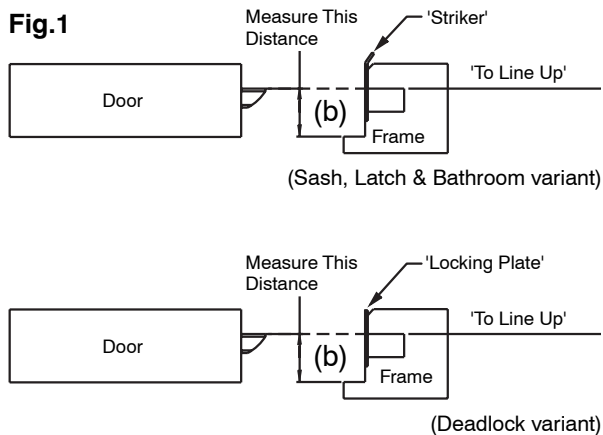 Fig.1
Measure This
Distance
'Striker'
'To Line Up'
Door
(b)
Frame
(Sash, Latch & Bathroom variant)
Measure This
Distance
'Locking Plate'
'To Line Up'
Door
(b)
Frame
(Deadlock variant)